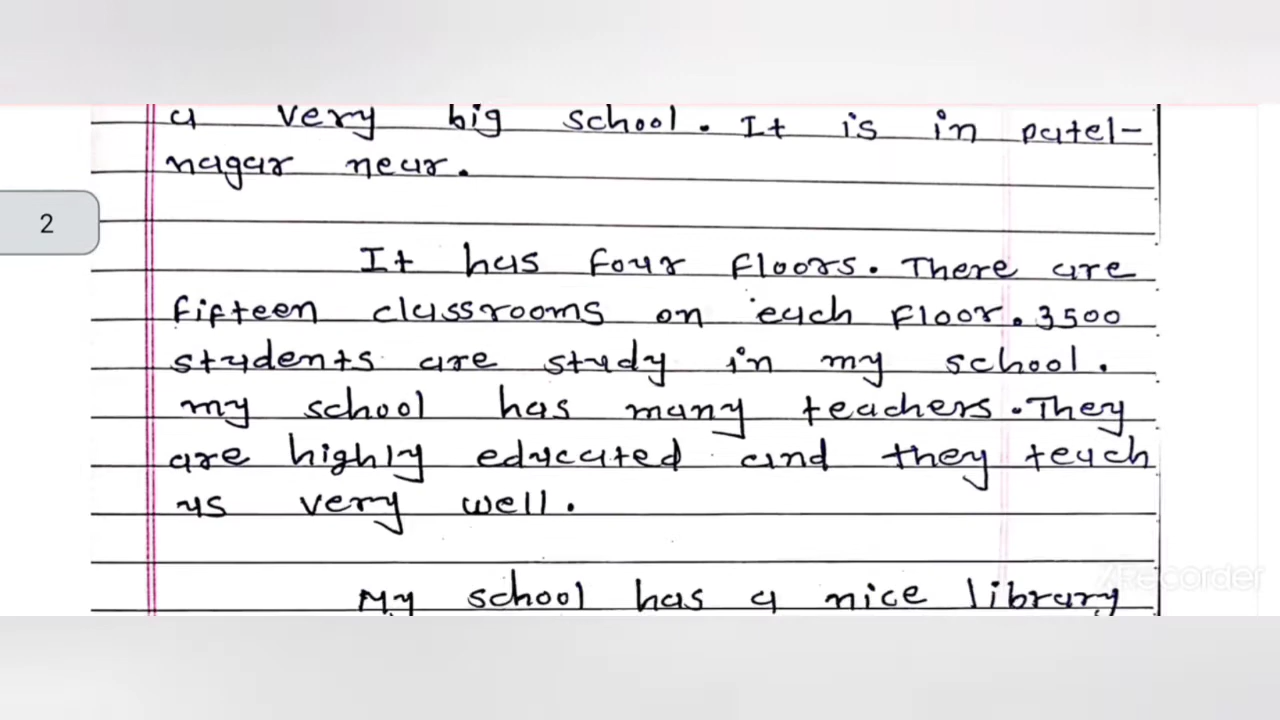 a very big school. It is in patel-
nagar near.
2
It has four floors. There are
fifteen classrooms on each floor. 3500
students are study in my school.
my school has many teachers. They
are highly educated and they teach
us very well.
My school has a nice library
AZ Recorder